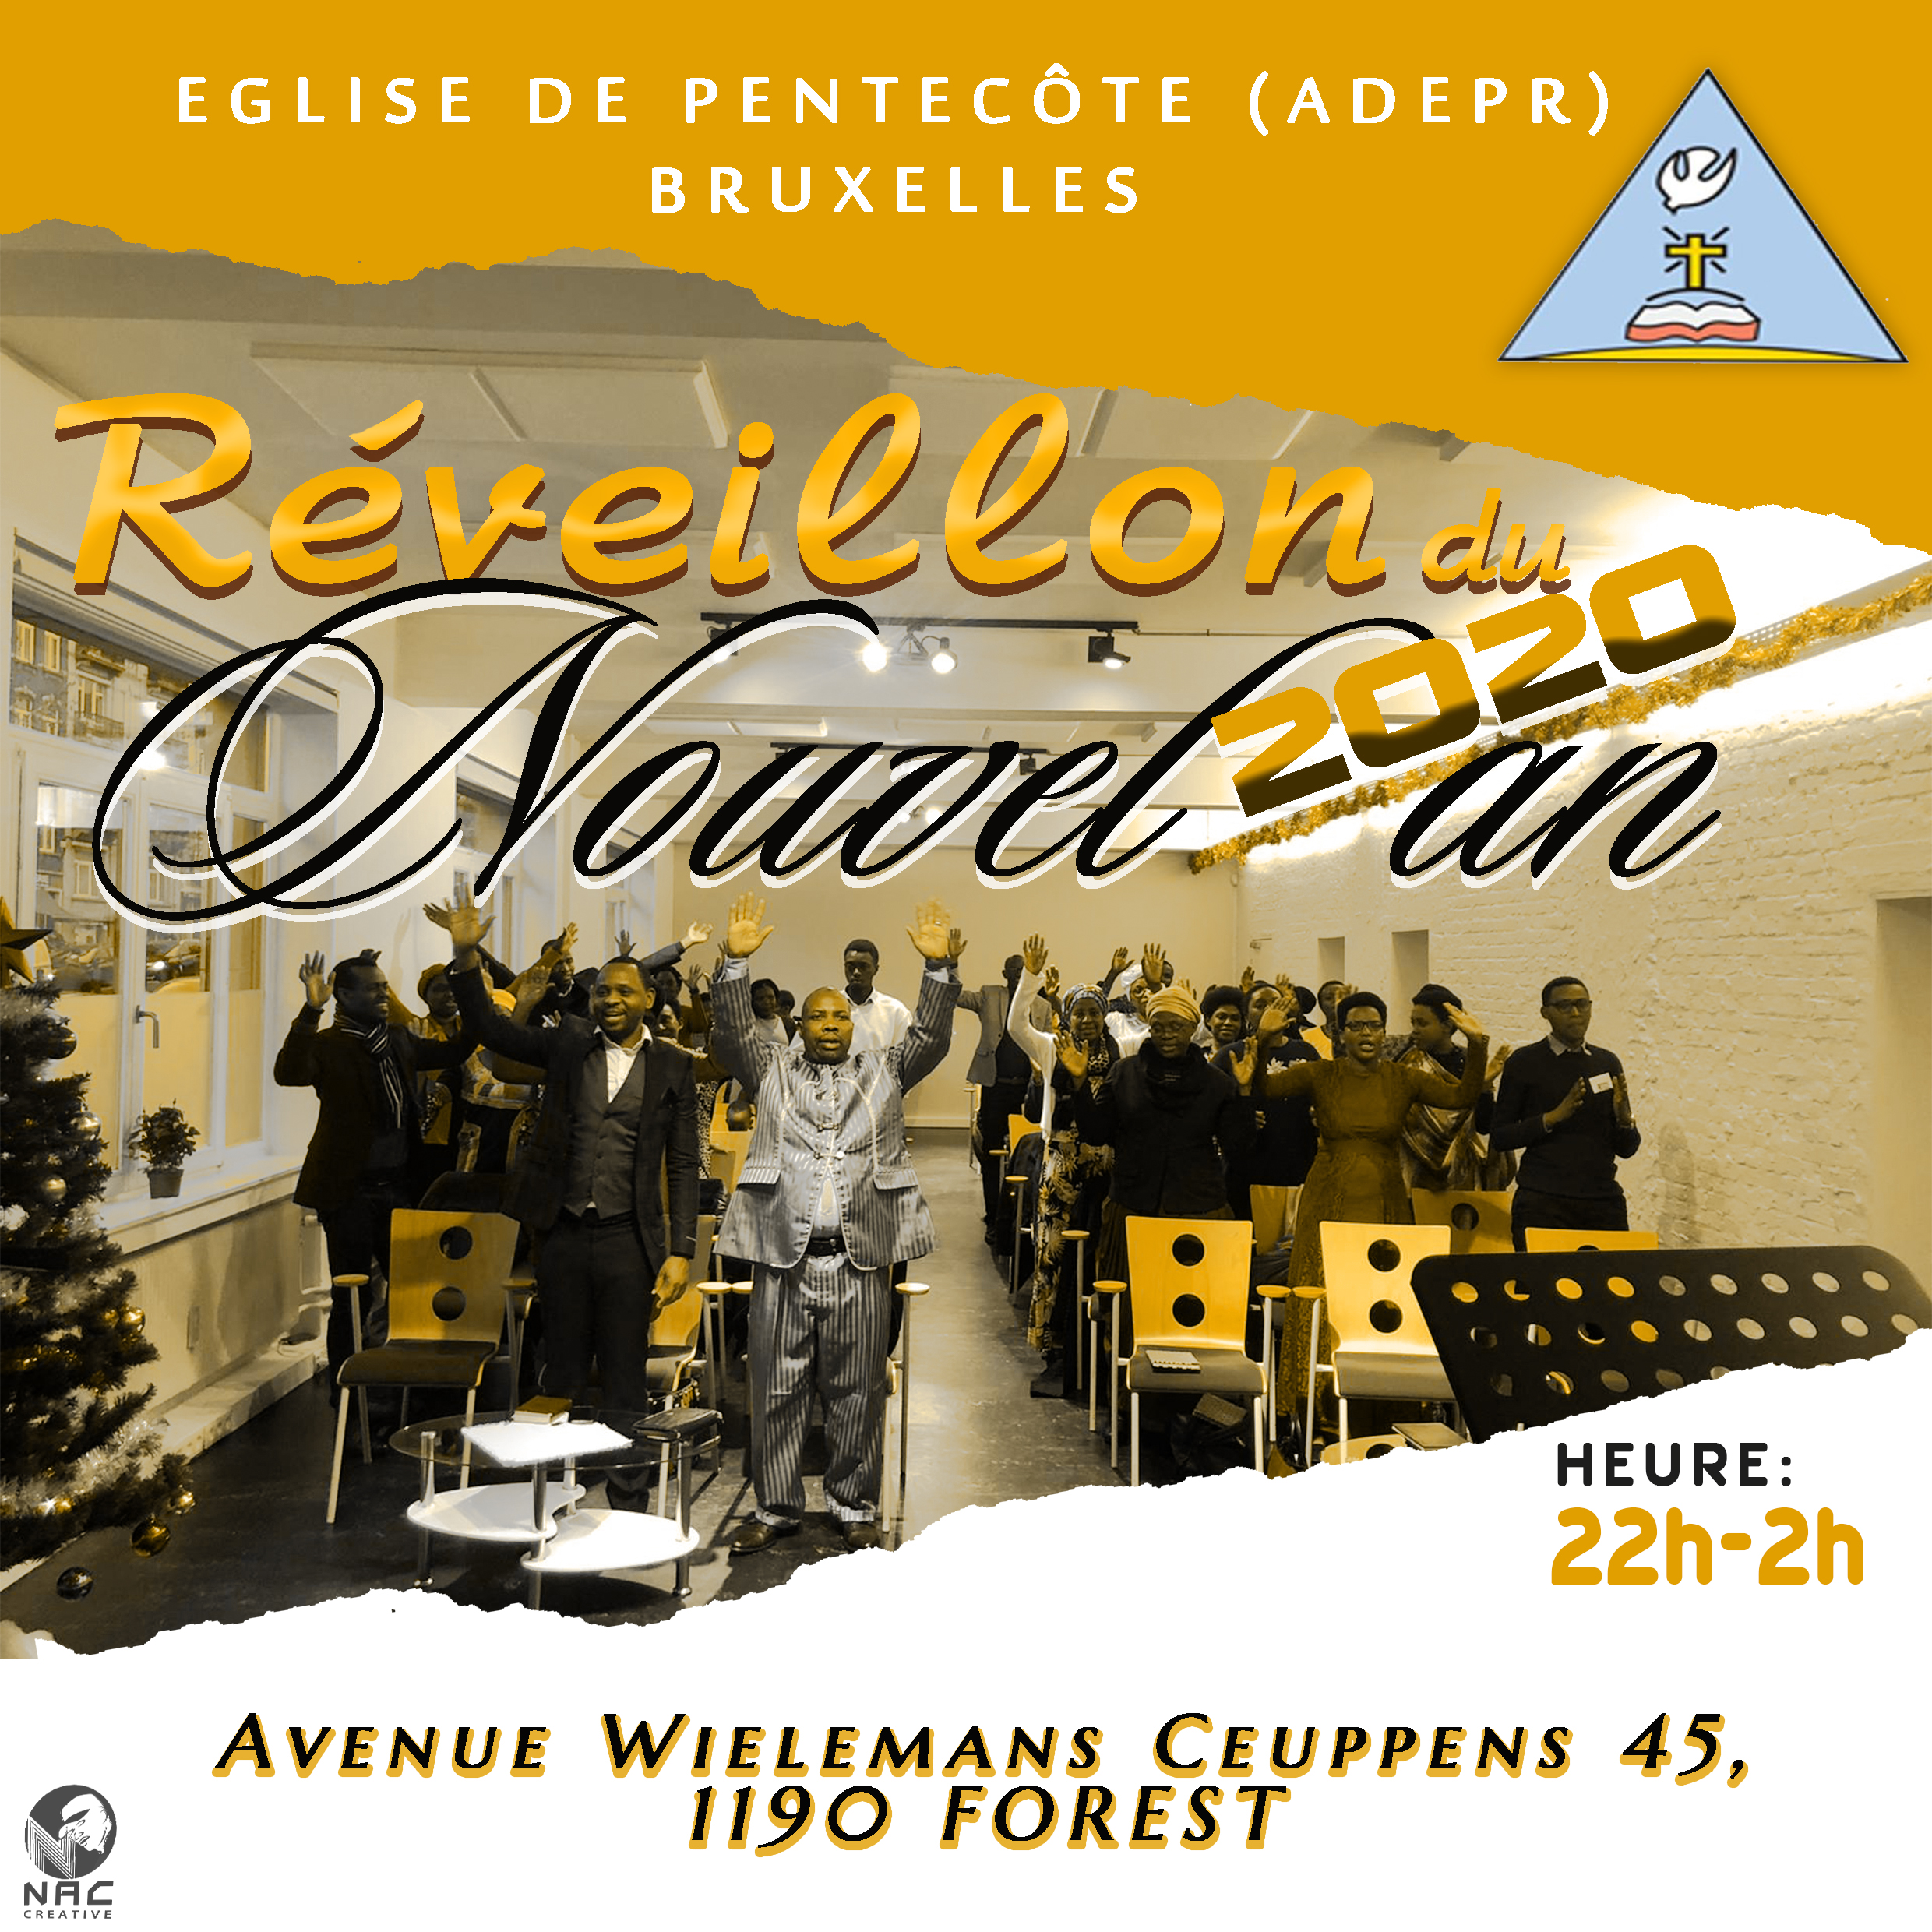 EGLISE DE PENTECÔTE (ADEPR)
BRUXELLES
Réveillon du
Nouvel an
2020
HEURE:
22h-2h
AVENUE WIELEMANS CEUPPENS 45,
1190 FOREST
NAC
CREATIVE